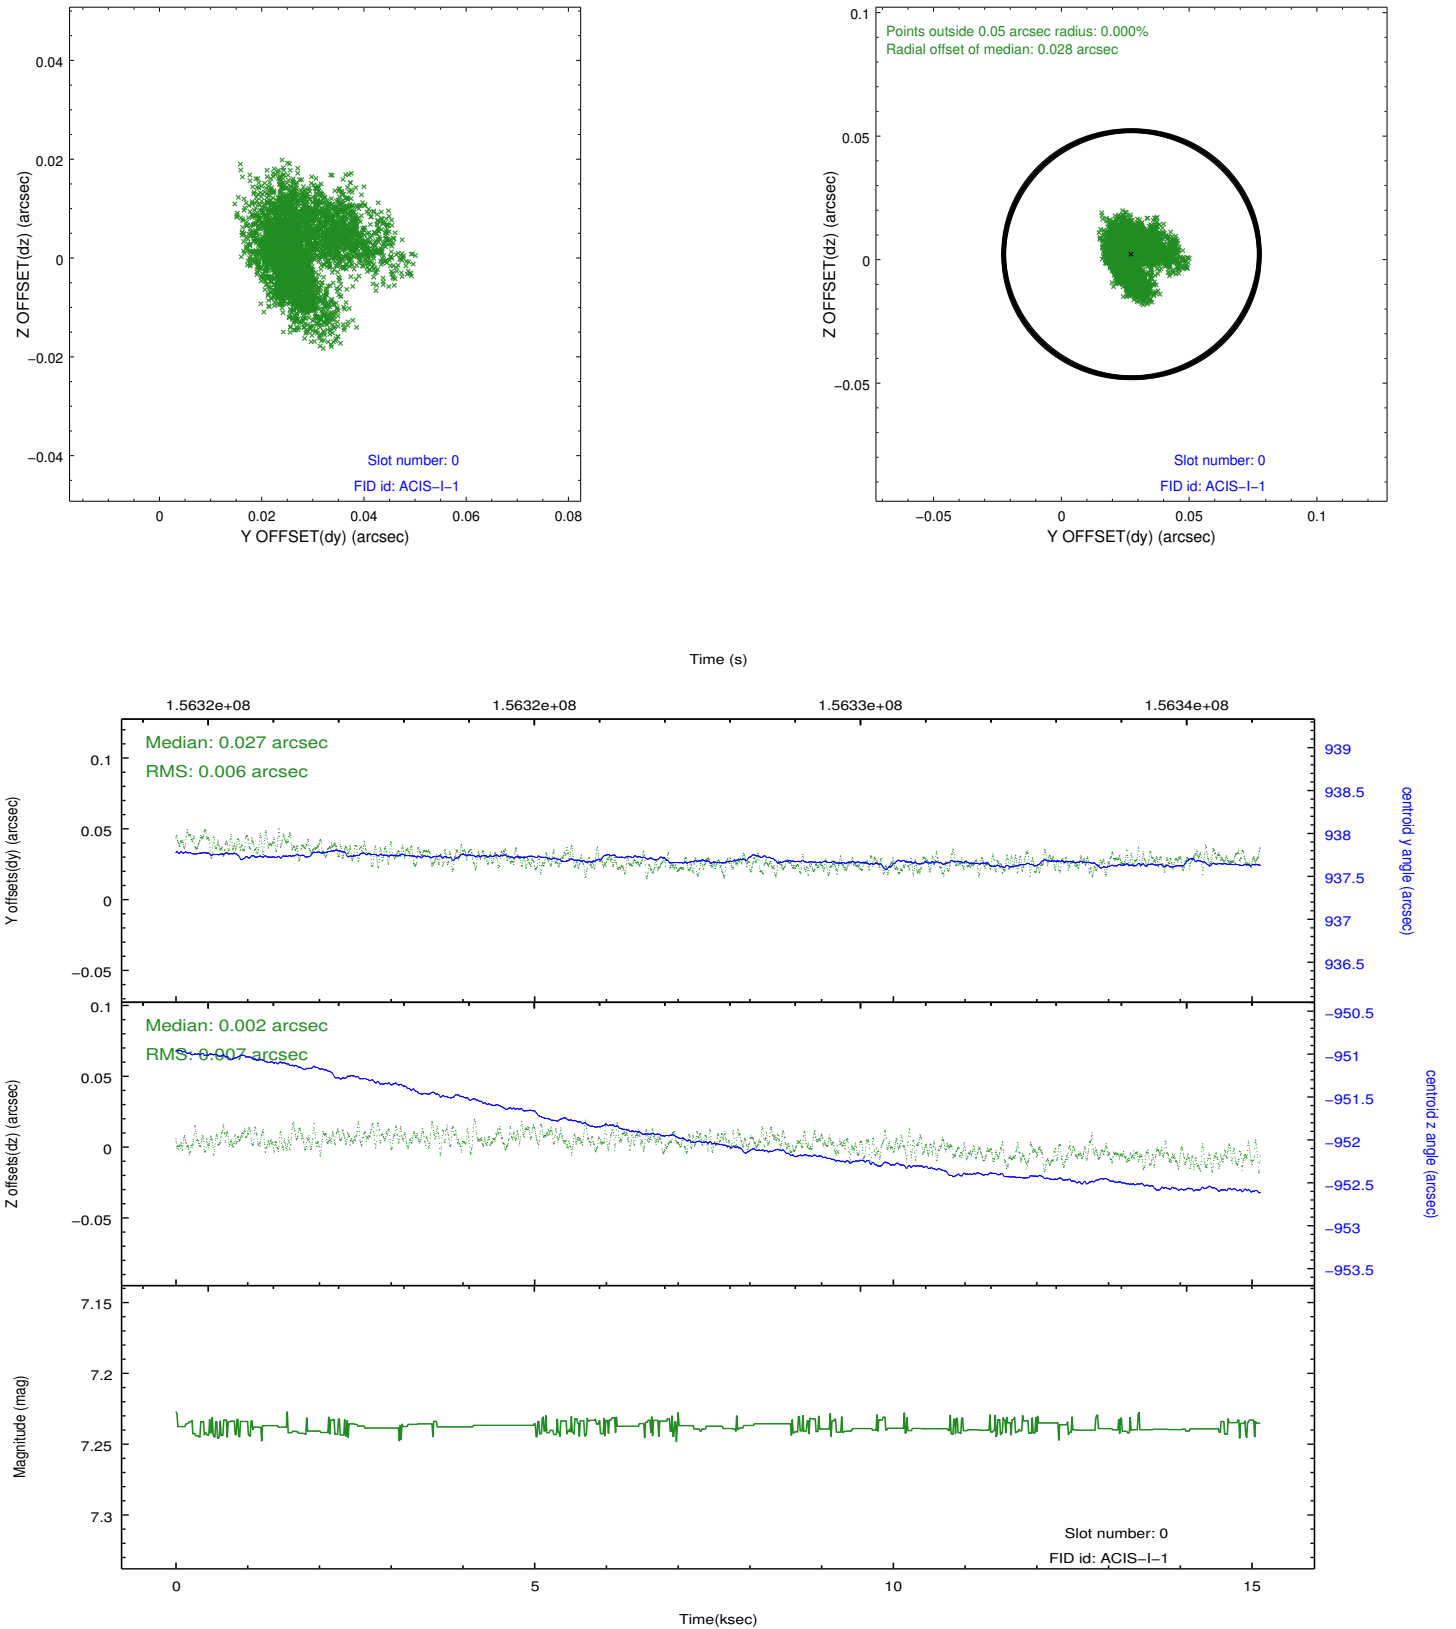 0.04
0.02
0
−0.02
−0.04
Z OFFSET(dz) (arcsec)
Slot number: 0
FID id: ACIS−I−1
0 0.02 0.04 0.06 0.08
Y OFFSET(dy) (arcsec)
Points outside 0.05 arcsec radius: 0.000%
Radial offset of median: 0.028 arcsec
0.1
0.05
0
−0.05
Z OFFSET(dz) (arcsec)
Slot number: 0
FID id: ACIS−I−1
−0.05 0 0.05 0.1
Y OFFSET(dy) (arcsec)
Time (s)
1.5632e+08 1.5632e+08 1.5633e+08 1.5634e+08
Median: 0.027 arcsec
RMS: 0.006 arcsec
0.1
0.05
0
−0.05
Y offsets(dy) (arcsec)
939
938.5
938
937.5
937
936.5
centroid y angle (arcsec)
Median: 0.002 arcsec
RMS: 0.007 arcsec
0.1
0.05
0
−0.05
Z offsets(dz) (arcsec)
−950.5
−951
−951.5
−952
−952.5
−953
−953.5
centroid z angle (arcsec)
7.15
7.2
7.25
7.3
Magnitude (mag)
Slot number: 0
FID id: ACIS−I−1
0 5 10 15
Time(ksec)